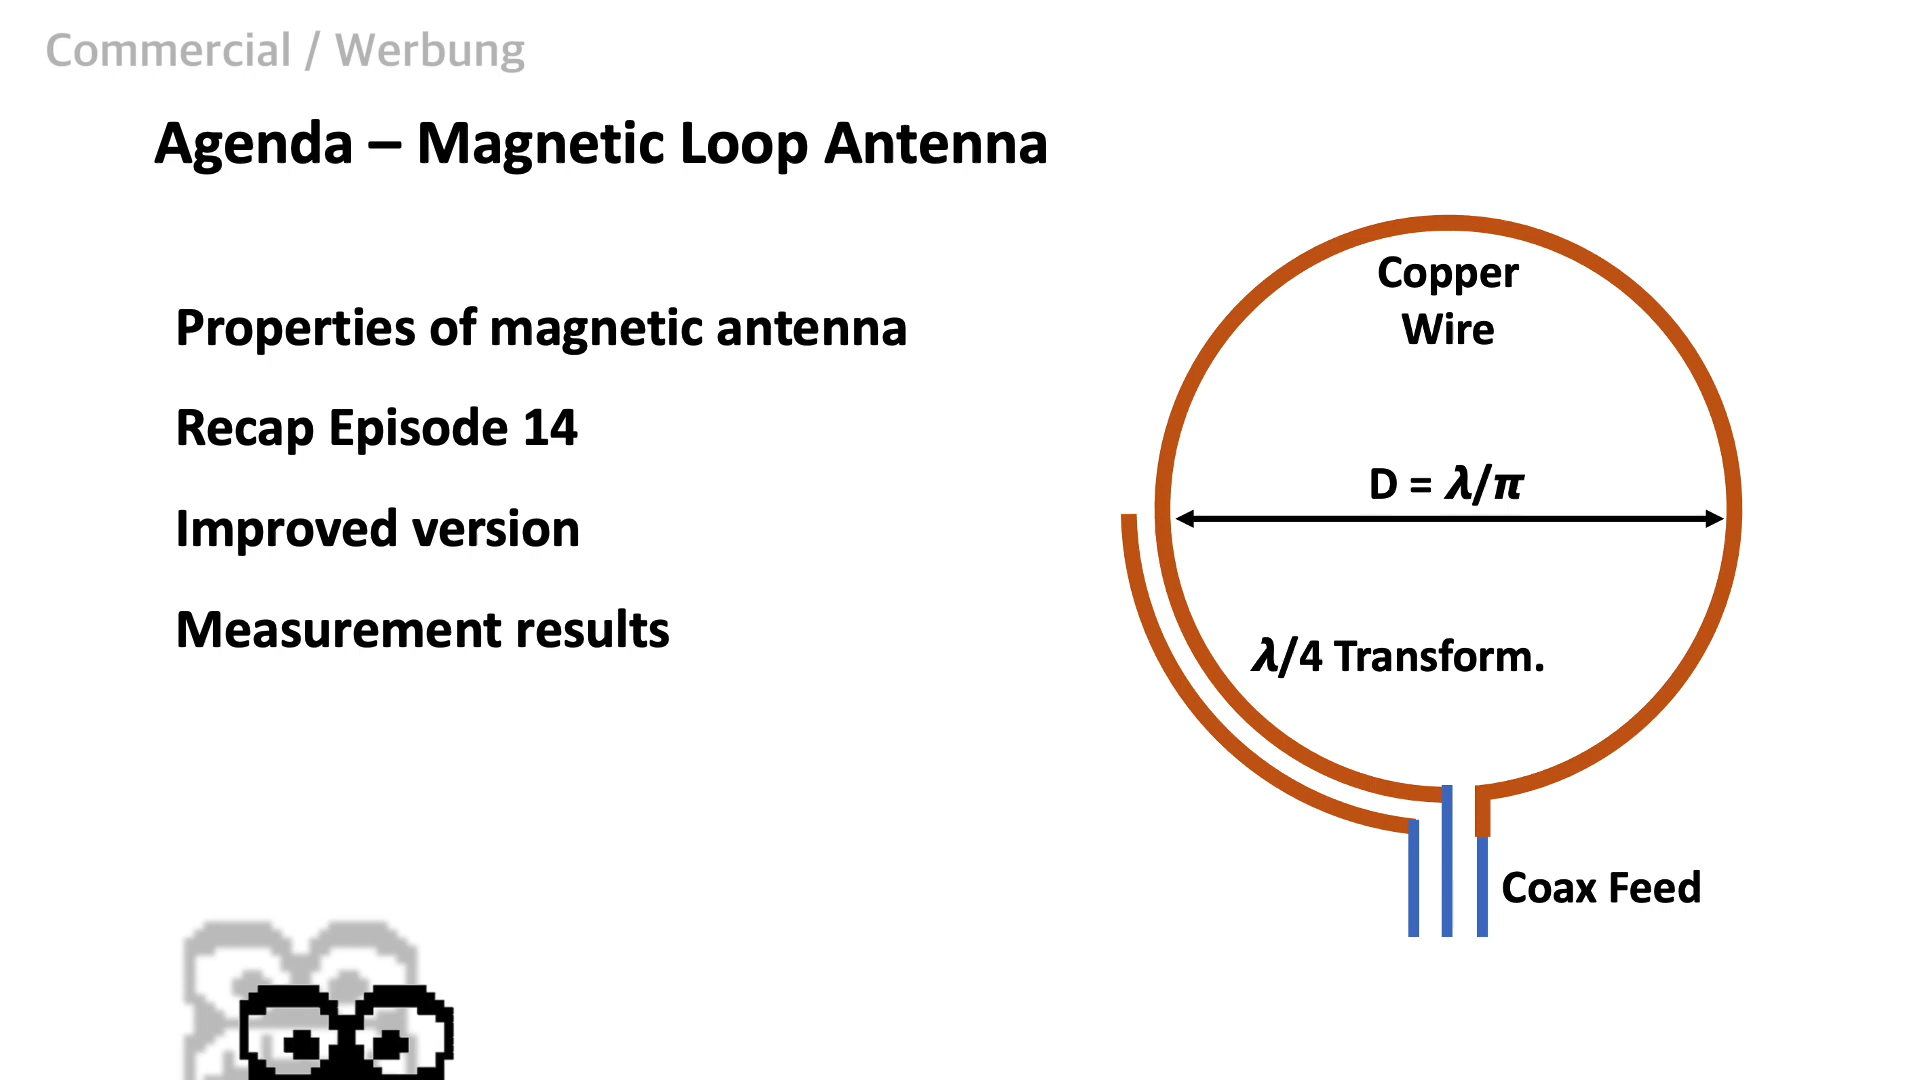 Commercial / Werbung
Agenda – Magnetic Loop Antenna
Properties of magnetic antenna
Recap Episode 14
Improved version
Measurement results
Copper
Wire
D = λ/π
λ/4 Transform.
Coax Feed